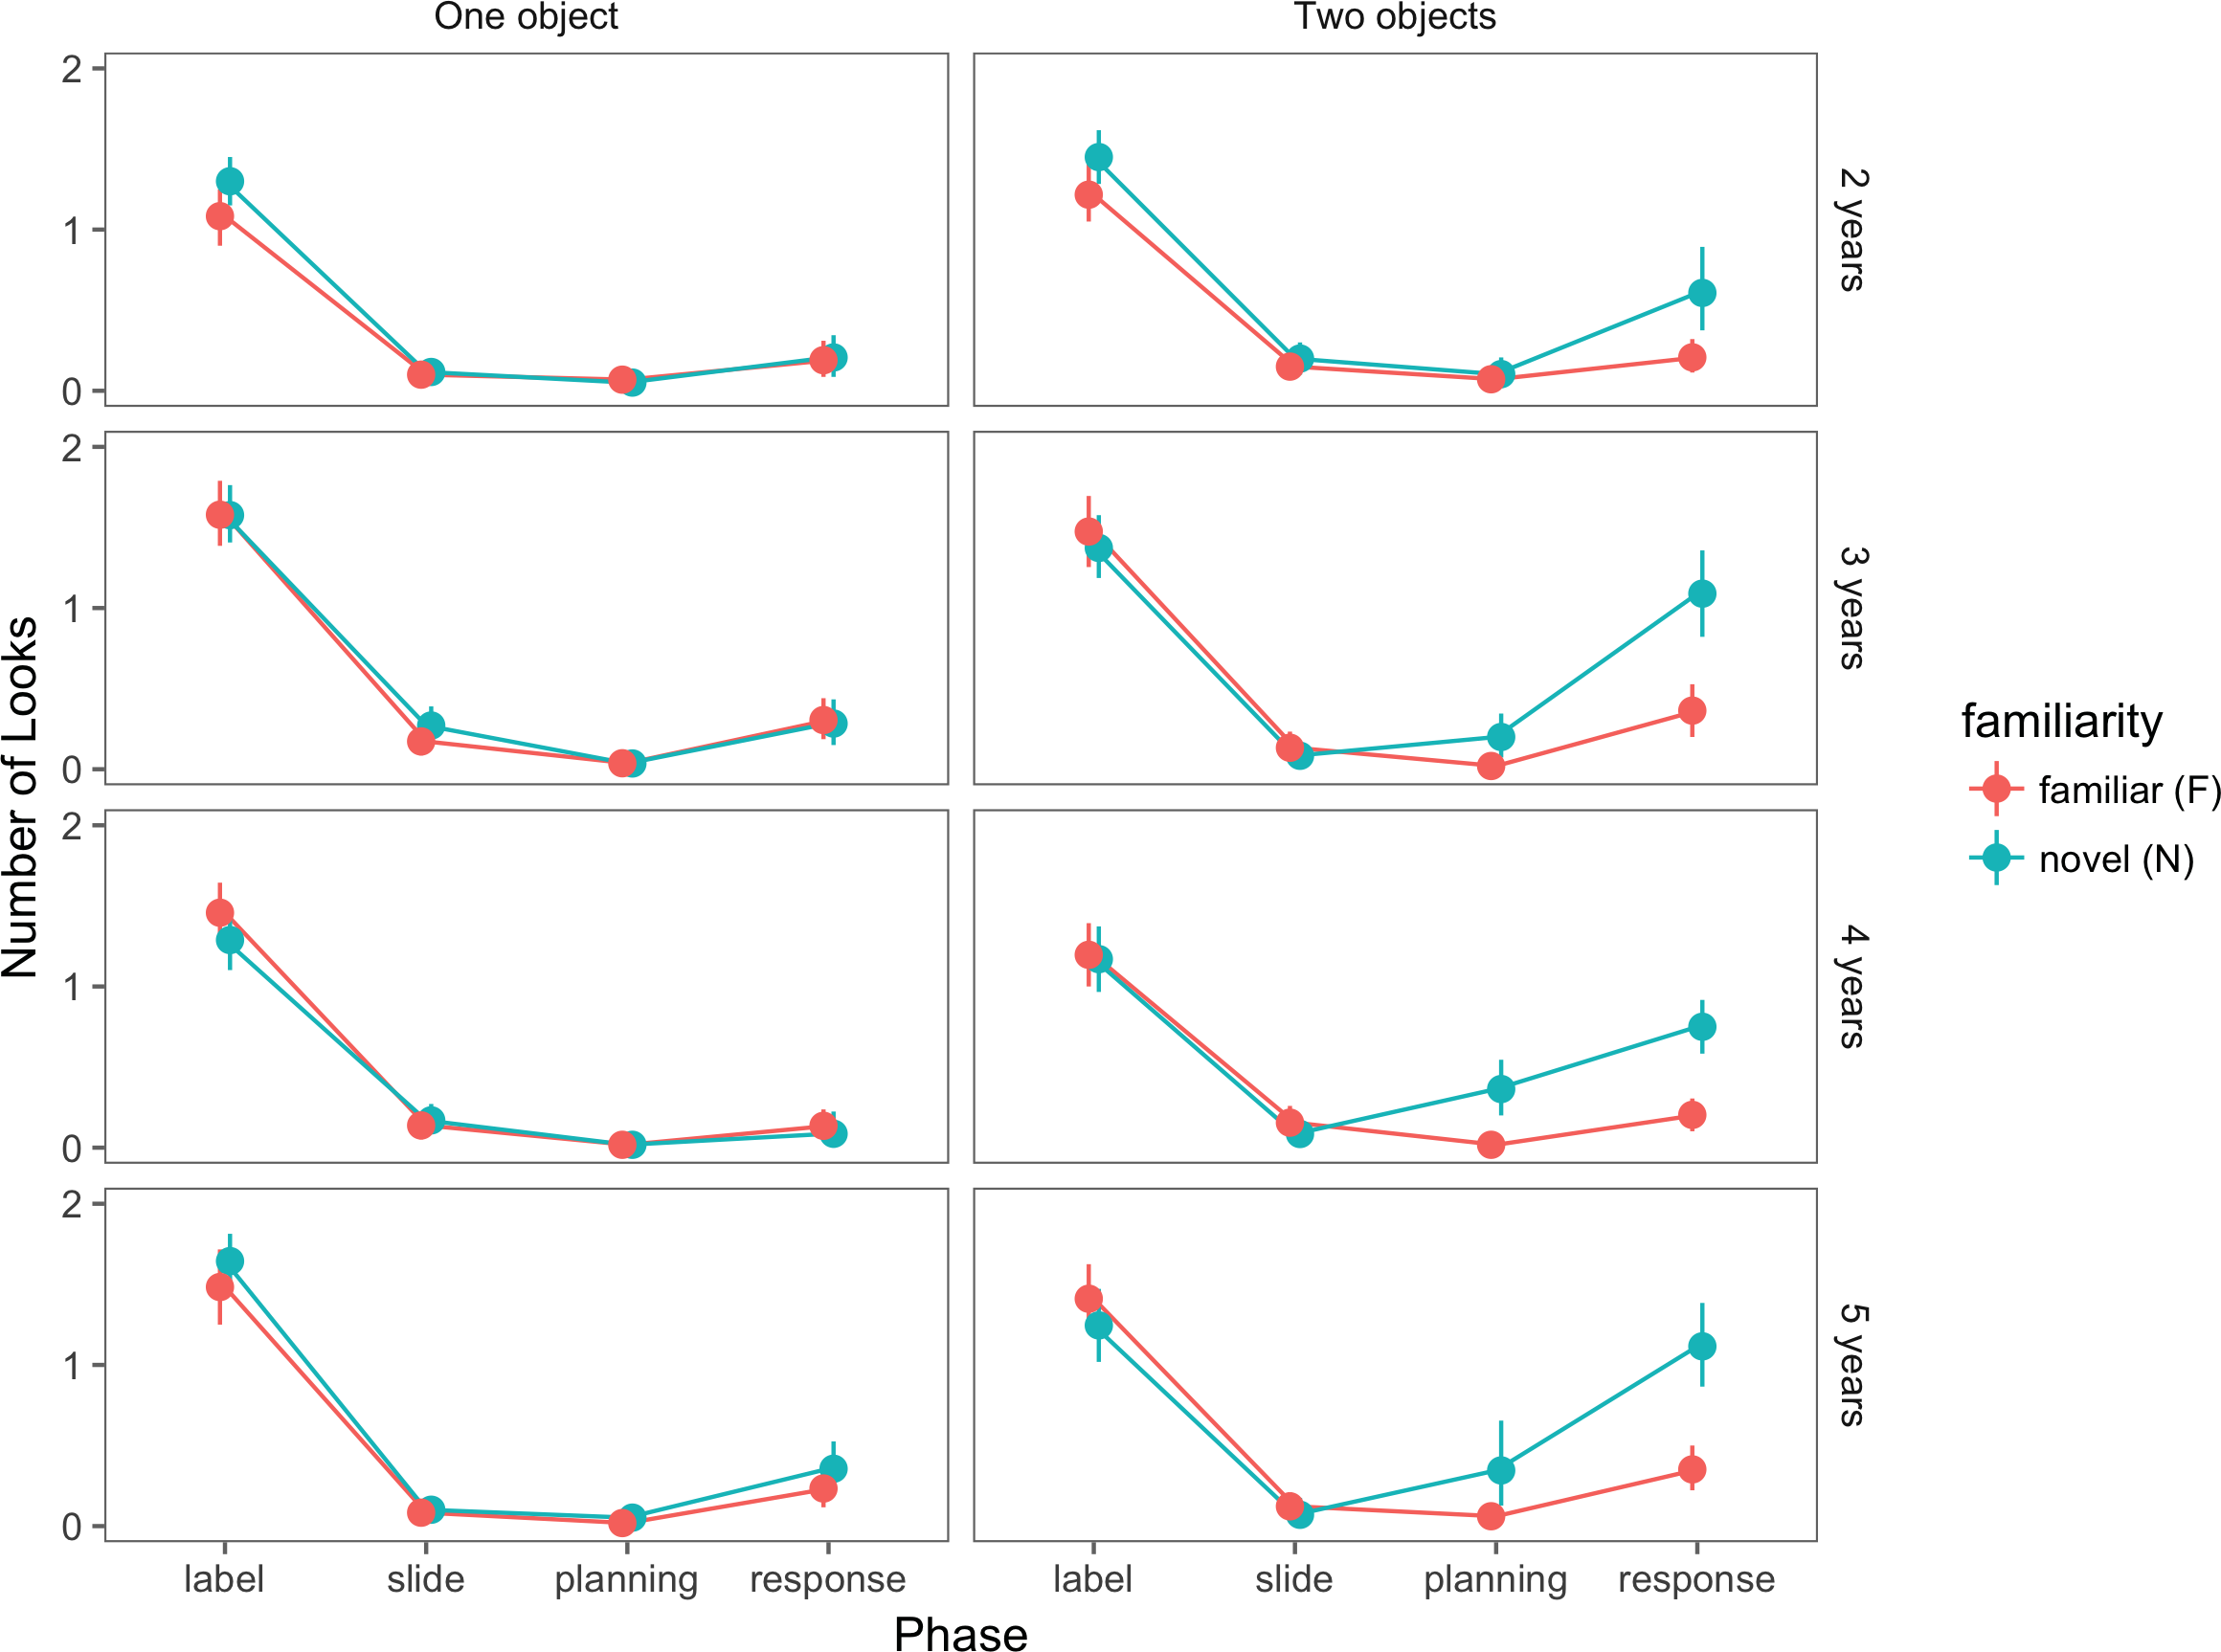 One object
Two objects
2
1
0
2 years
2
1
0
3 years
2
1
0
4 years
2
1
0
5 years
Number of Looks
label
slide
planning
response
label
slide
planning
response
Phase
familiarity
familiar (F)
novel (N)